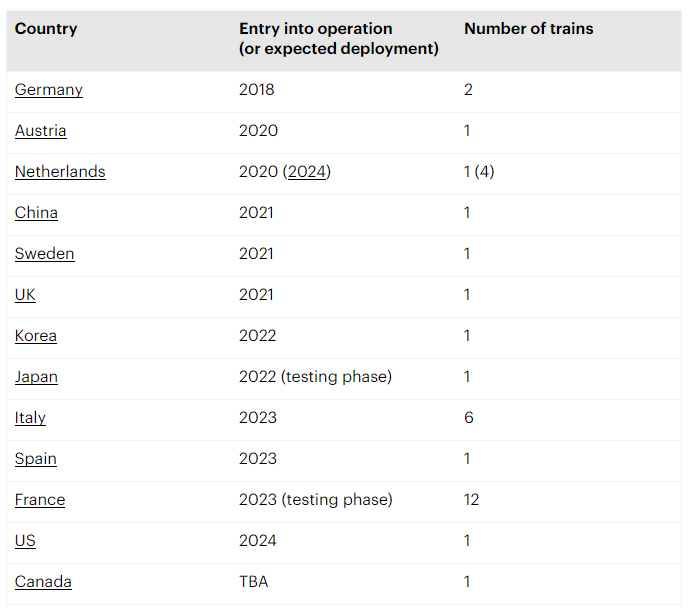 Country Entry into operation Number of trains
(or expected deployment)
Germany 2018 2
Austria 2020 1
Netherlands 2020 (2024) 1 (4)
China 2021 1
Sweden 2021 1
UK 2021 1
Korea 2022 1
Japan 2022 (testing phase) 1
Italy 2023 6
Spain 2023 1
France 2023 (testing phase) 12
US 2024 1
Canada TBA 1